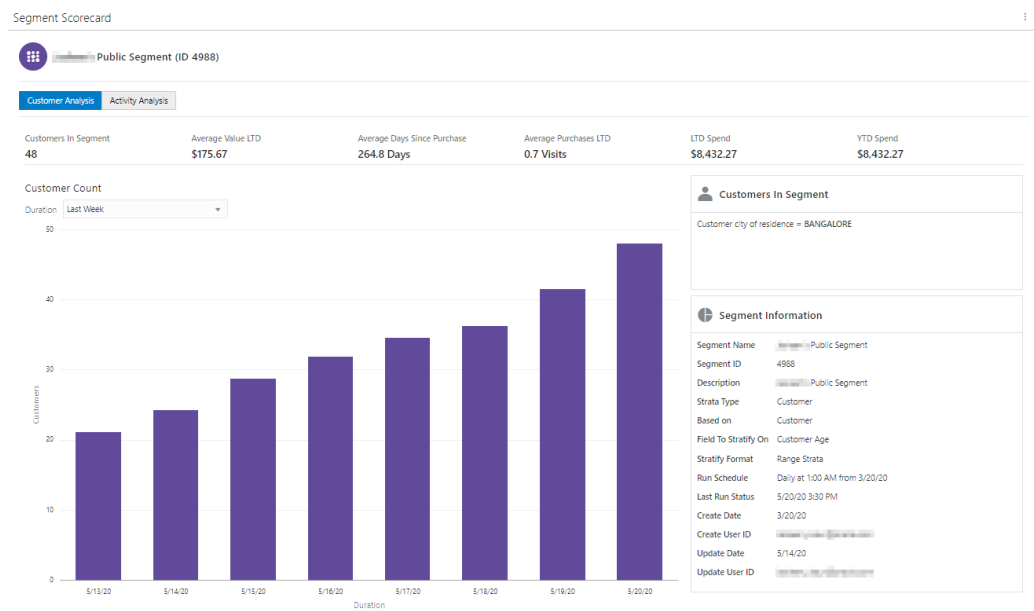 Segment Scorecard
Public Segment (ID 4988)
Customer Analysis Activity Analysis
Customers In Segment Average Value LTD Average Days Since Purchase Average Purchases LTD LTD Spend YTD Spend
48 $175.67 264.8 Days 0.7 Visits $8,432.27 $8,432.27
Customer Count
Duration Last Week
50
40
30
20
10
0
Customers
5/13/20 5/14/20 5/15/20 5/16/20 5/17/20 5/18/20 5/19/20 5/20/20
Duration
Customers In Segment
Customer city of residence = BANGALORE
Segment Information
Segment Name Public Segment
Segment ID 4988
Description Public Segment
Strata Type Customer
Based on Customer
Field To Stratify On Customer Age
Stratify Format Range Strata
Run Schedule Daily at 1:00 AM from 3/20/20
Last Run Status 5/20/20 3:30 PM
Create Date 3/20/20
Create User ID
Update Date 5/14/20
Update User ID